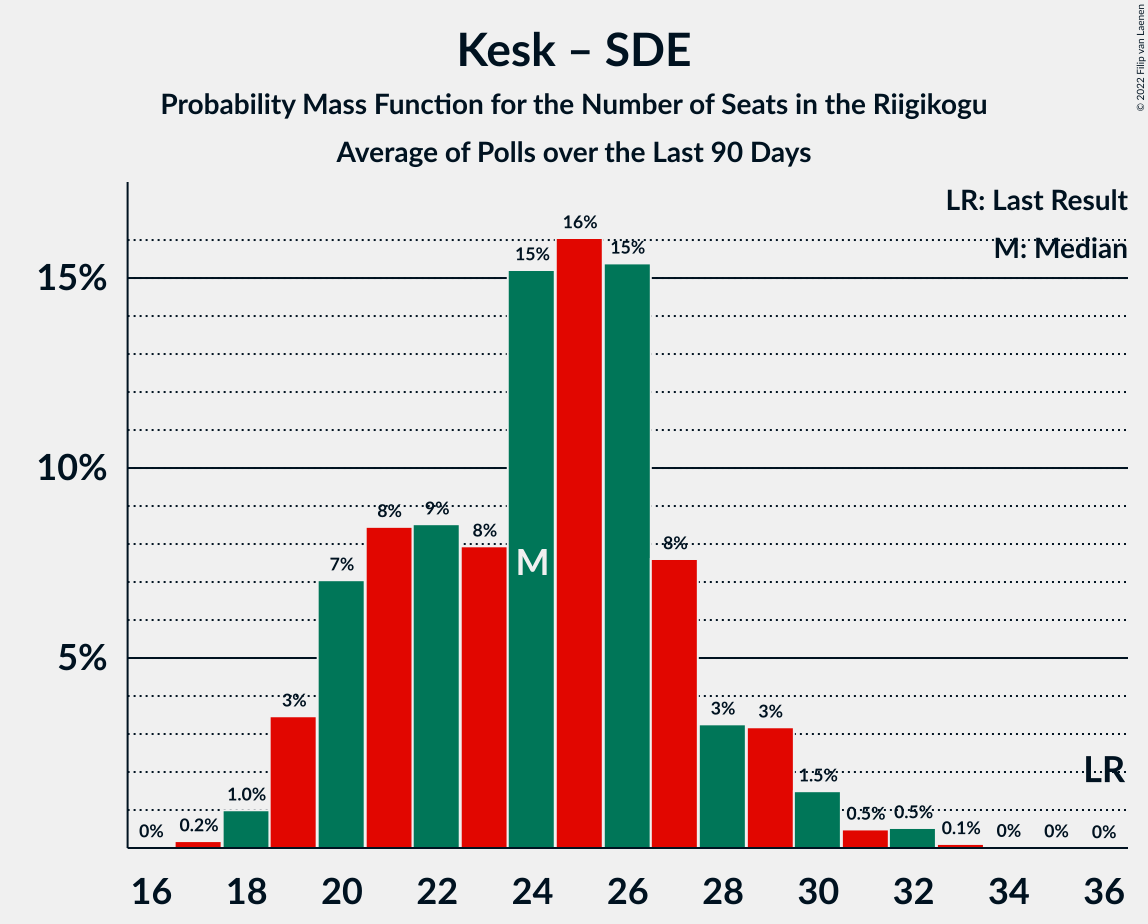 Kesk – SDE
Probability Mass Function for the Number of Seats in the Riigikogu
Average of Polls over the Last 90 Days
© 2022 Filip van Laenen
LR: Last Result
M: Median
15%
10%
5%
0%
0.2%
1.0%
3%
7%
8%
9%
8%
15%
16%
15%
8%
3%
3%
1.5%
0.5%
0.5%
0.1%
0%
0%
0%
M
LR
16 18 20 22 24 26 28 30 32 34 36